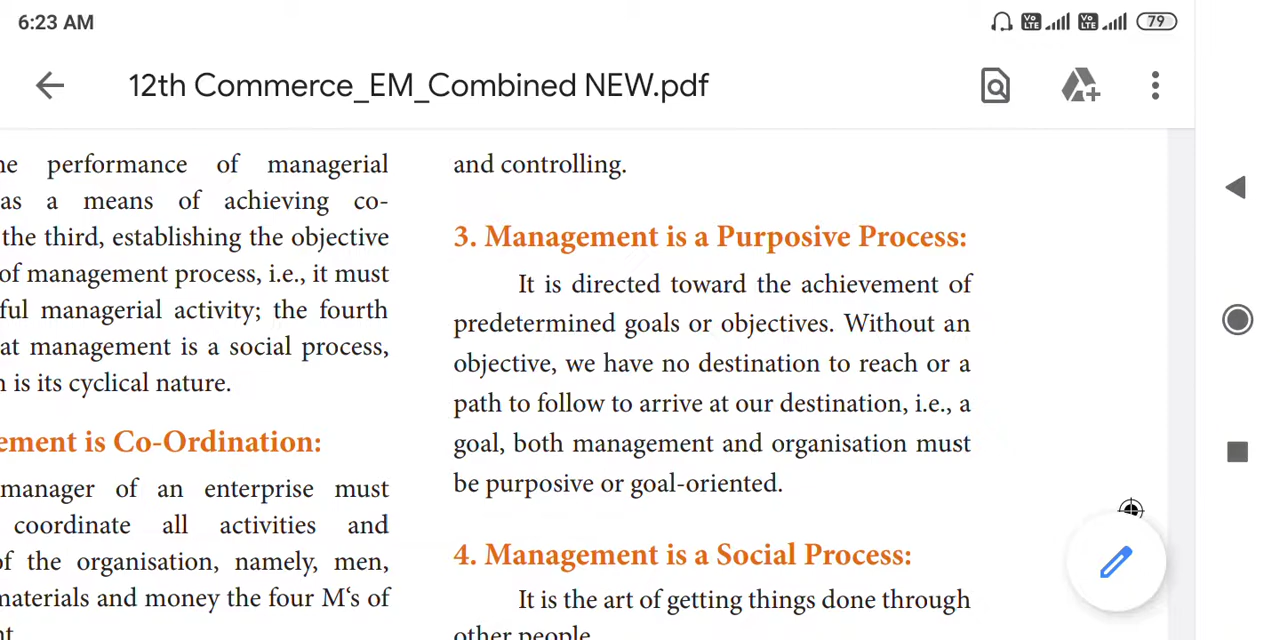 6:23 AM
Vo LTE
Vo LTE
79
12th Commerce_EM_Combined NEW.pdf
performance of managerial
as a means of achieving co-
the third, establishing the objective
of management process, i.e., it must
ful managerial activity; the fourth
at management is a social process,
is its cyclical nature.
ement is Co-Ordination:
manager of an enterprise must
coordinate all activities and
of the organisation, namely, men,
materials and money the four M‘s of
and controlling.
3. Management is a Purposive Process:
It is directed toward the achievement of
predetermined goals or objectives. Without an
objective, we have no destination to reach or a
path to follow to arrive at our destination, i.e., a
goal, both management and organisation must
be purposive or goal-oriented.
4. Management is a Social Process:
It is the art of getting things done through
other people.